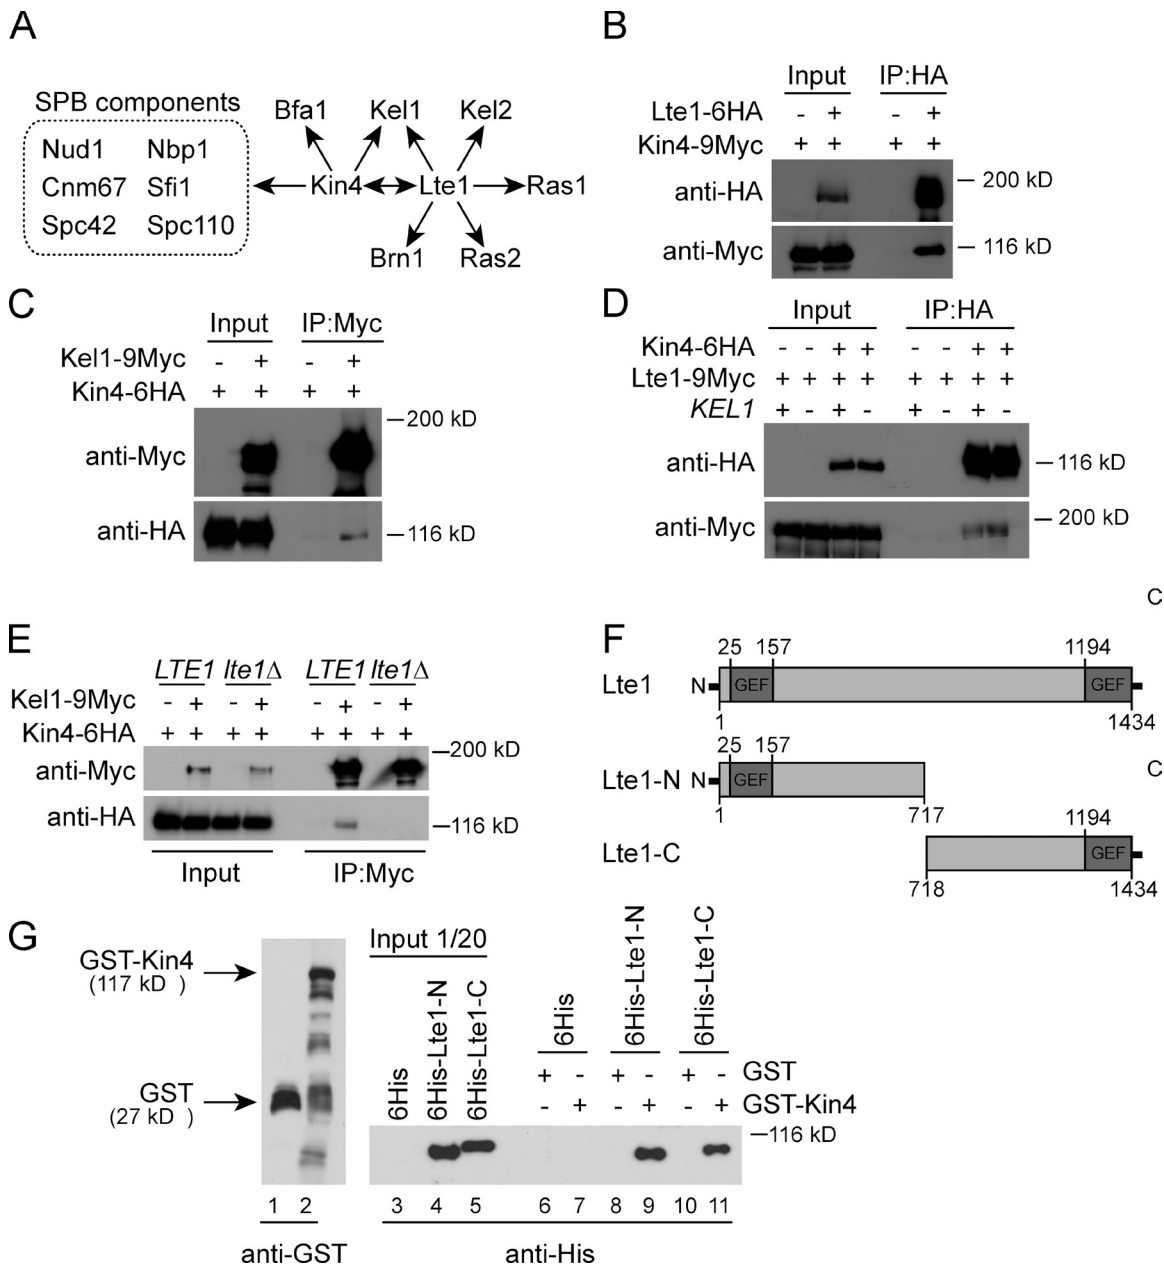 A
SPB components
Nud1 Nbp1
Cnm67 Sfi1
Spc42 Spc110
Bfa1 Kel1 Kel2
Kin4 Lte1 Ras1
Brn1 Ras2
B
Input IP:HA
Lte1-6HA - + - +
Kin4-9Myc + + + +
anti-HA 200 kD
anti-Myc 116 kD
C
Input IP:Myc
Kel1-9Myc - + - +
Kin4-6HA + + + +
anti-Myc 200 kD
anti-HA 116 kD
D
Input IP:HA
Kin4-6HA - - + + - - + +
Lte1-9Myc + + + + + + + +
KEL1 + - + - + - + -
anti-HA 116 kD
anti-Myc 200 kD
E
LTE1 lte1Δ LTE1 lte1Δ
Kel1-9Myc - + - + - + - +
Kin4-6HA + + + + + + + +
anti-Myc 200 kD
anti-HA 116 kD
Input IP:Myc
C
F
25 157 1194
Lte1 N GEF GEF
1 1434
25 157 C
Lte1-N N GEF
1 717 1194
Lte1-C GEF
718 1434
G
GST-Kin4
(117 kD )
GST
(27 kD )
1 2
anti-GST
Input 1/20
6His 6His-Lte1-N 6His-Lte1-C 6His 6His-Lte1-N 6His-Lte1-C
+ - + - + - GST
- + - + - + GST-Kin4
116 kD
3 4 5 6 7 8 9 10 11
anti-His